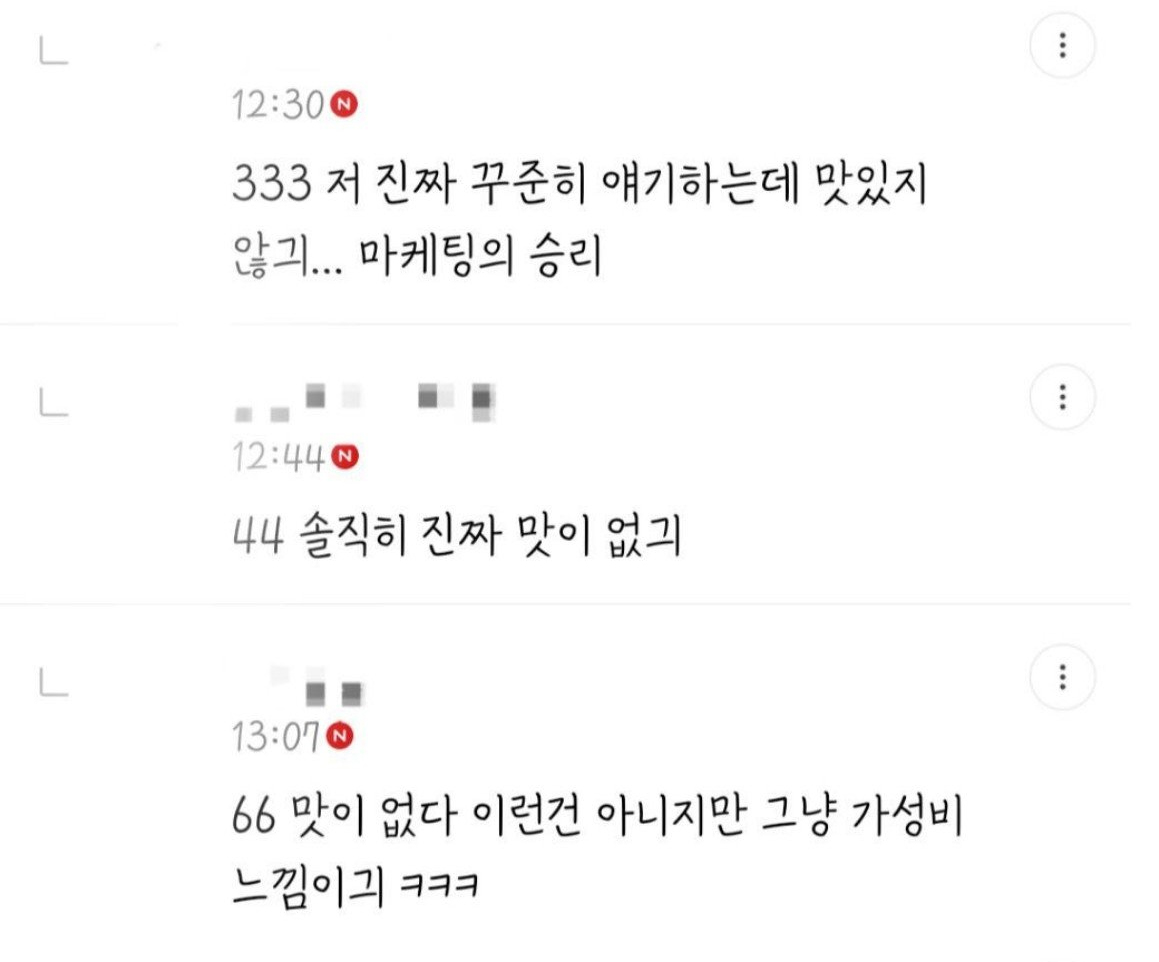 12:30 N
333 저 진짜 꾸준히 얘기하는데 맛있지
않긔... 마케팅의 승리
12:44 N
44 솔직히 진짜 맛이 없긔
13:07 N
66 맛이 없다 이런건 아니지만 그냥 가성비
느낌이긔 ㅋㅋㅋ